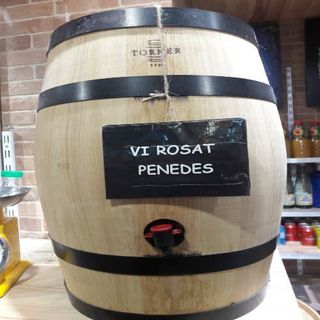 TORNER
VI ROSAT
PENEDES